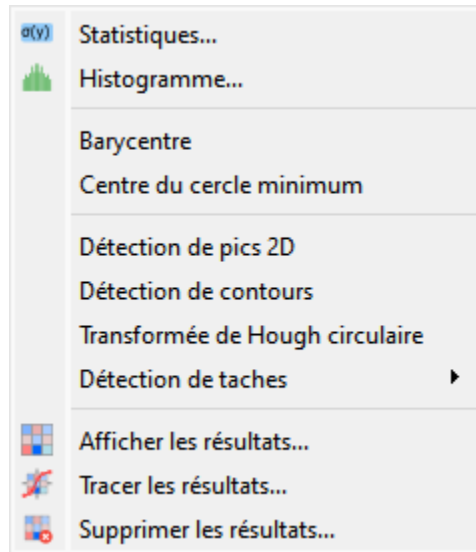 σ(y) Statistiques...
Histogramme...
Barycentre
Centre du cercle minimum
Détection de pics 2D
Détection de contours
Transformée de Hough circulaire
Détection de taches
Afficher les résultats...
Tracer les résultats...
Supprimer les résultats...